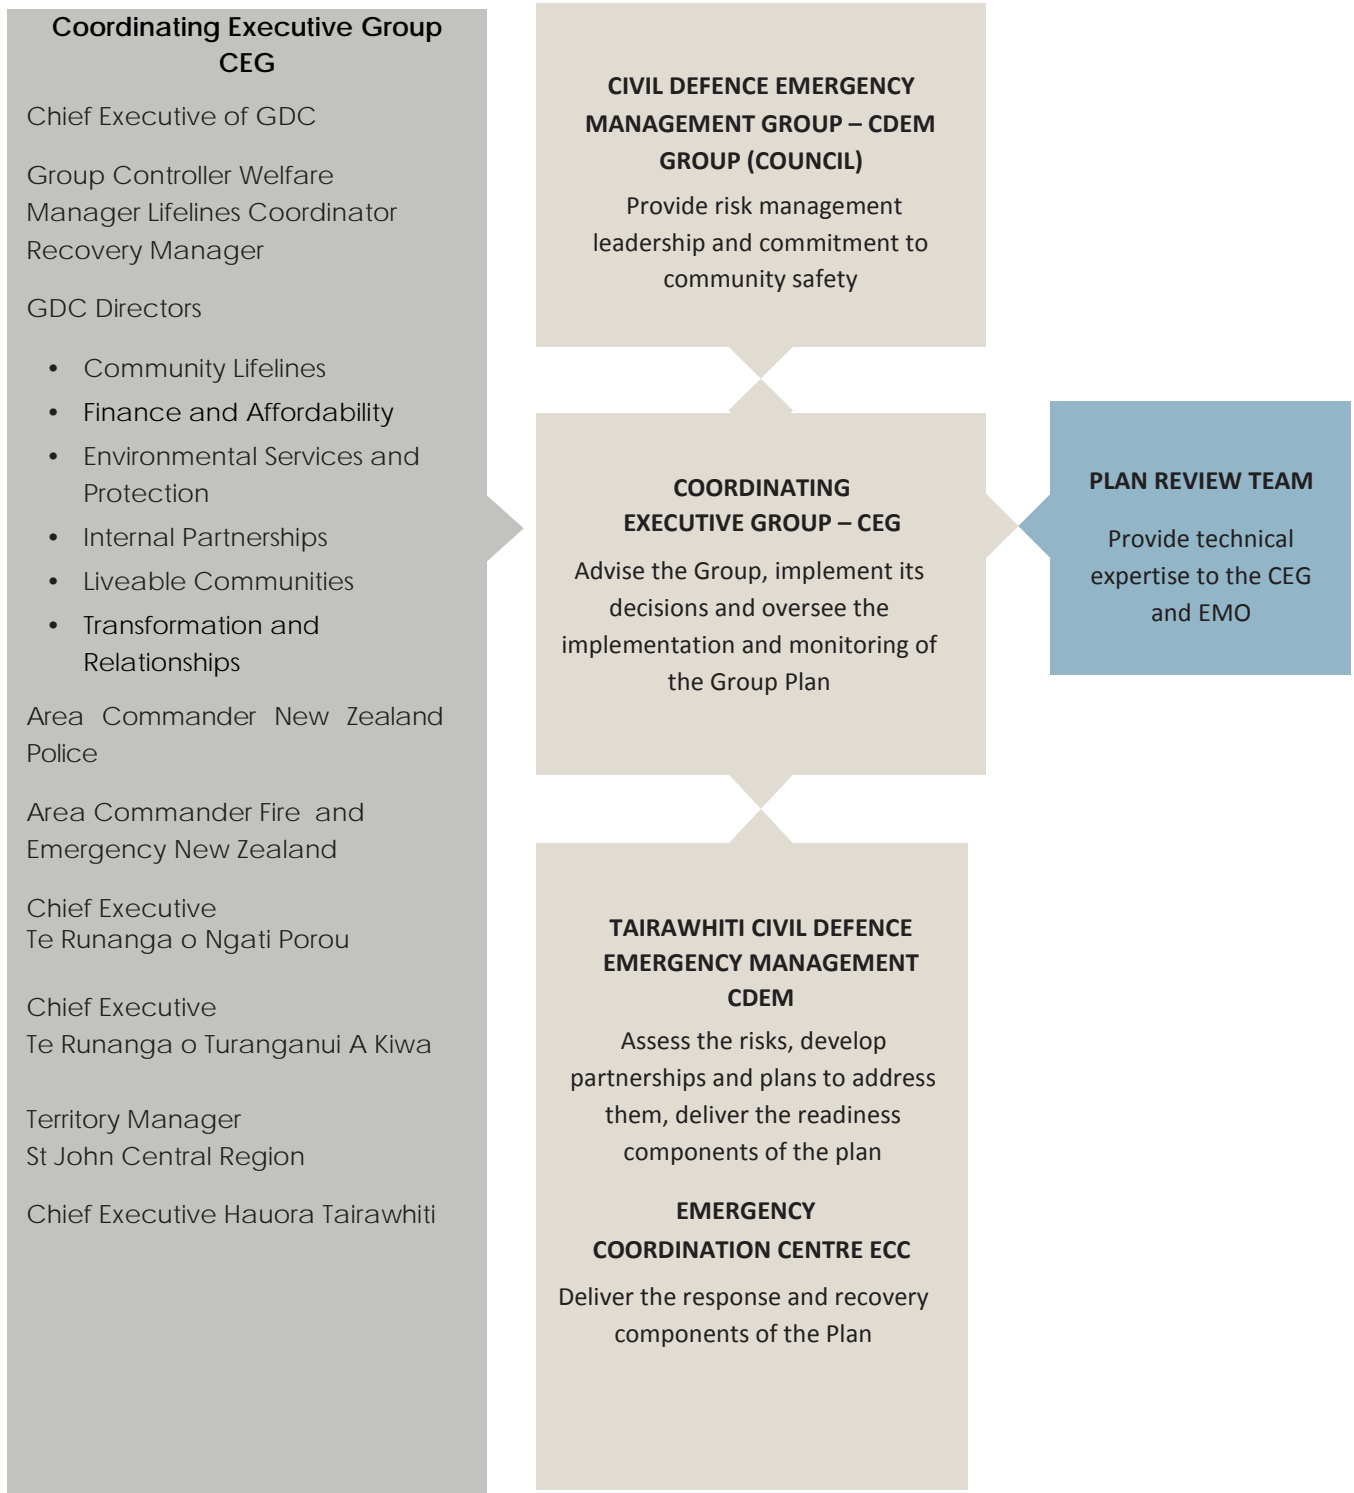 Coordinating Executive Group
CEG
Chief Executive of GDC
Group Controller Welfare
Manager Lifelines Coordinator
Recovery Manager
GDC Directors
• Community Lifelines
• Finance and Affordability
• Environmental Services and
Protection
• Internal Partnerships
• Liveable Communities
• Transformation and
Relationships
Area Commander New Zealand
Police
Area Commander Fire and
Emergency New Zealand
Chief Executive
Te Runanga o Ngati Porou
Chief Executive
Te Runanga o Turanganui A Kiwa
Territory Manager
St John Central Region
Chief Executive Hauora Tairawhiti
CIVIL DEFENCE EMERGENCY
MANAGEMENT GROUP – CDEM
GROUP (COUNCIL)
Provide risk management
leadership and commitment to
community safety
COORDINATING
EXECUTIVE GROUP – CEG
Advise the Group, implement its
decisions and oversee the
implementation and monitoring of
the Group Plan
PLAN REVIEW TEAM
Provide technical
expertise to the CEG
and EMO
TAIRAWHITI CIVIL DEFENCE
EMERGENCY MANAGEMENT
CDEM
Assess the risks, develop
partnerships and plans to address
them, deliver the readiness
components of the plan
EMERGENCY
COORDINATION CENTRE ECC
Deliver the response and recovery
components of the Plan